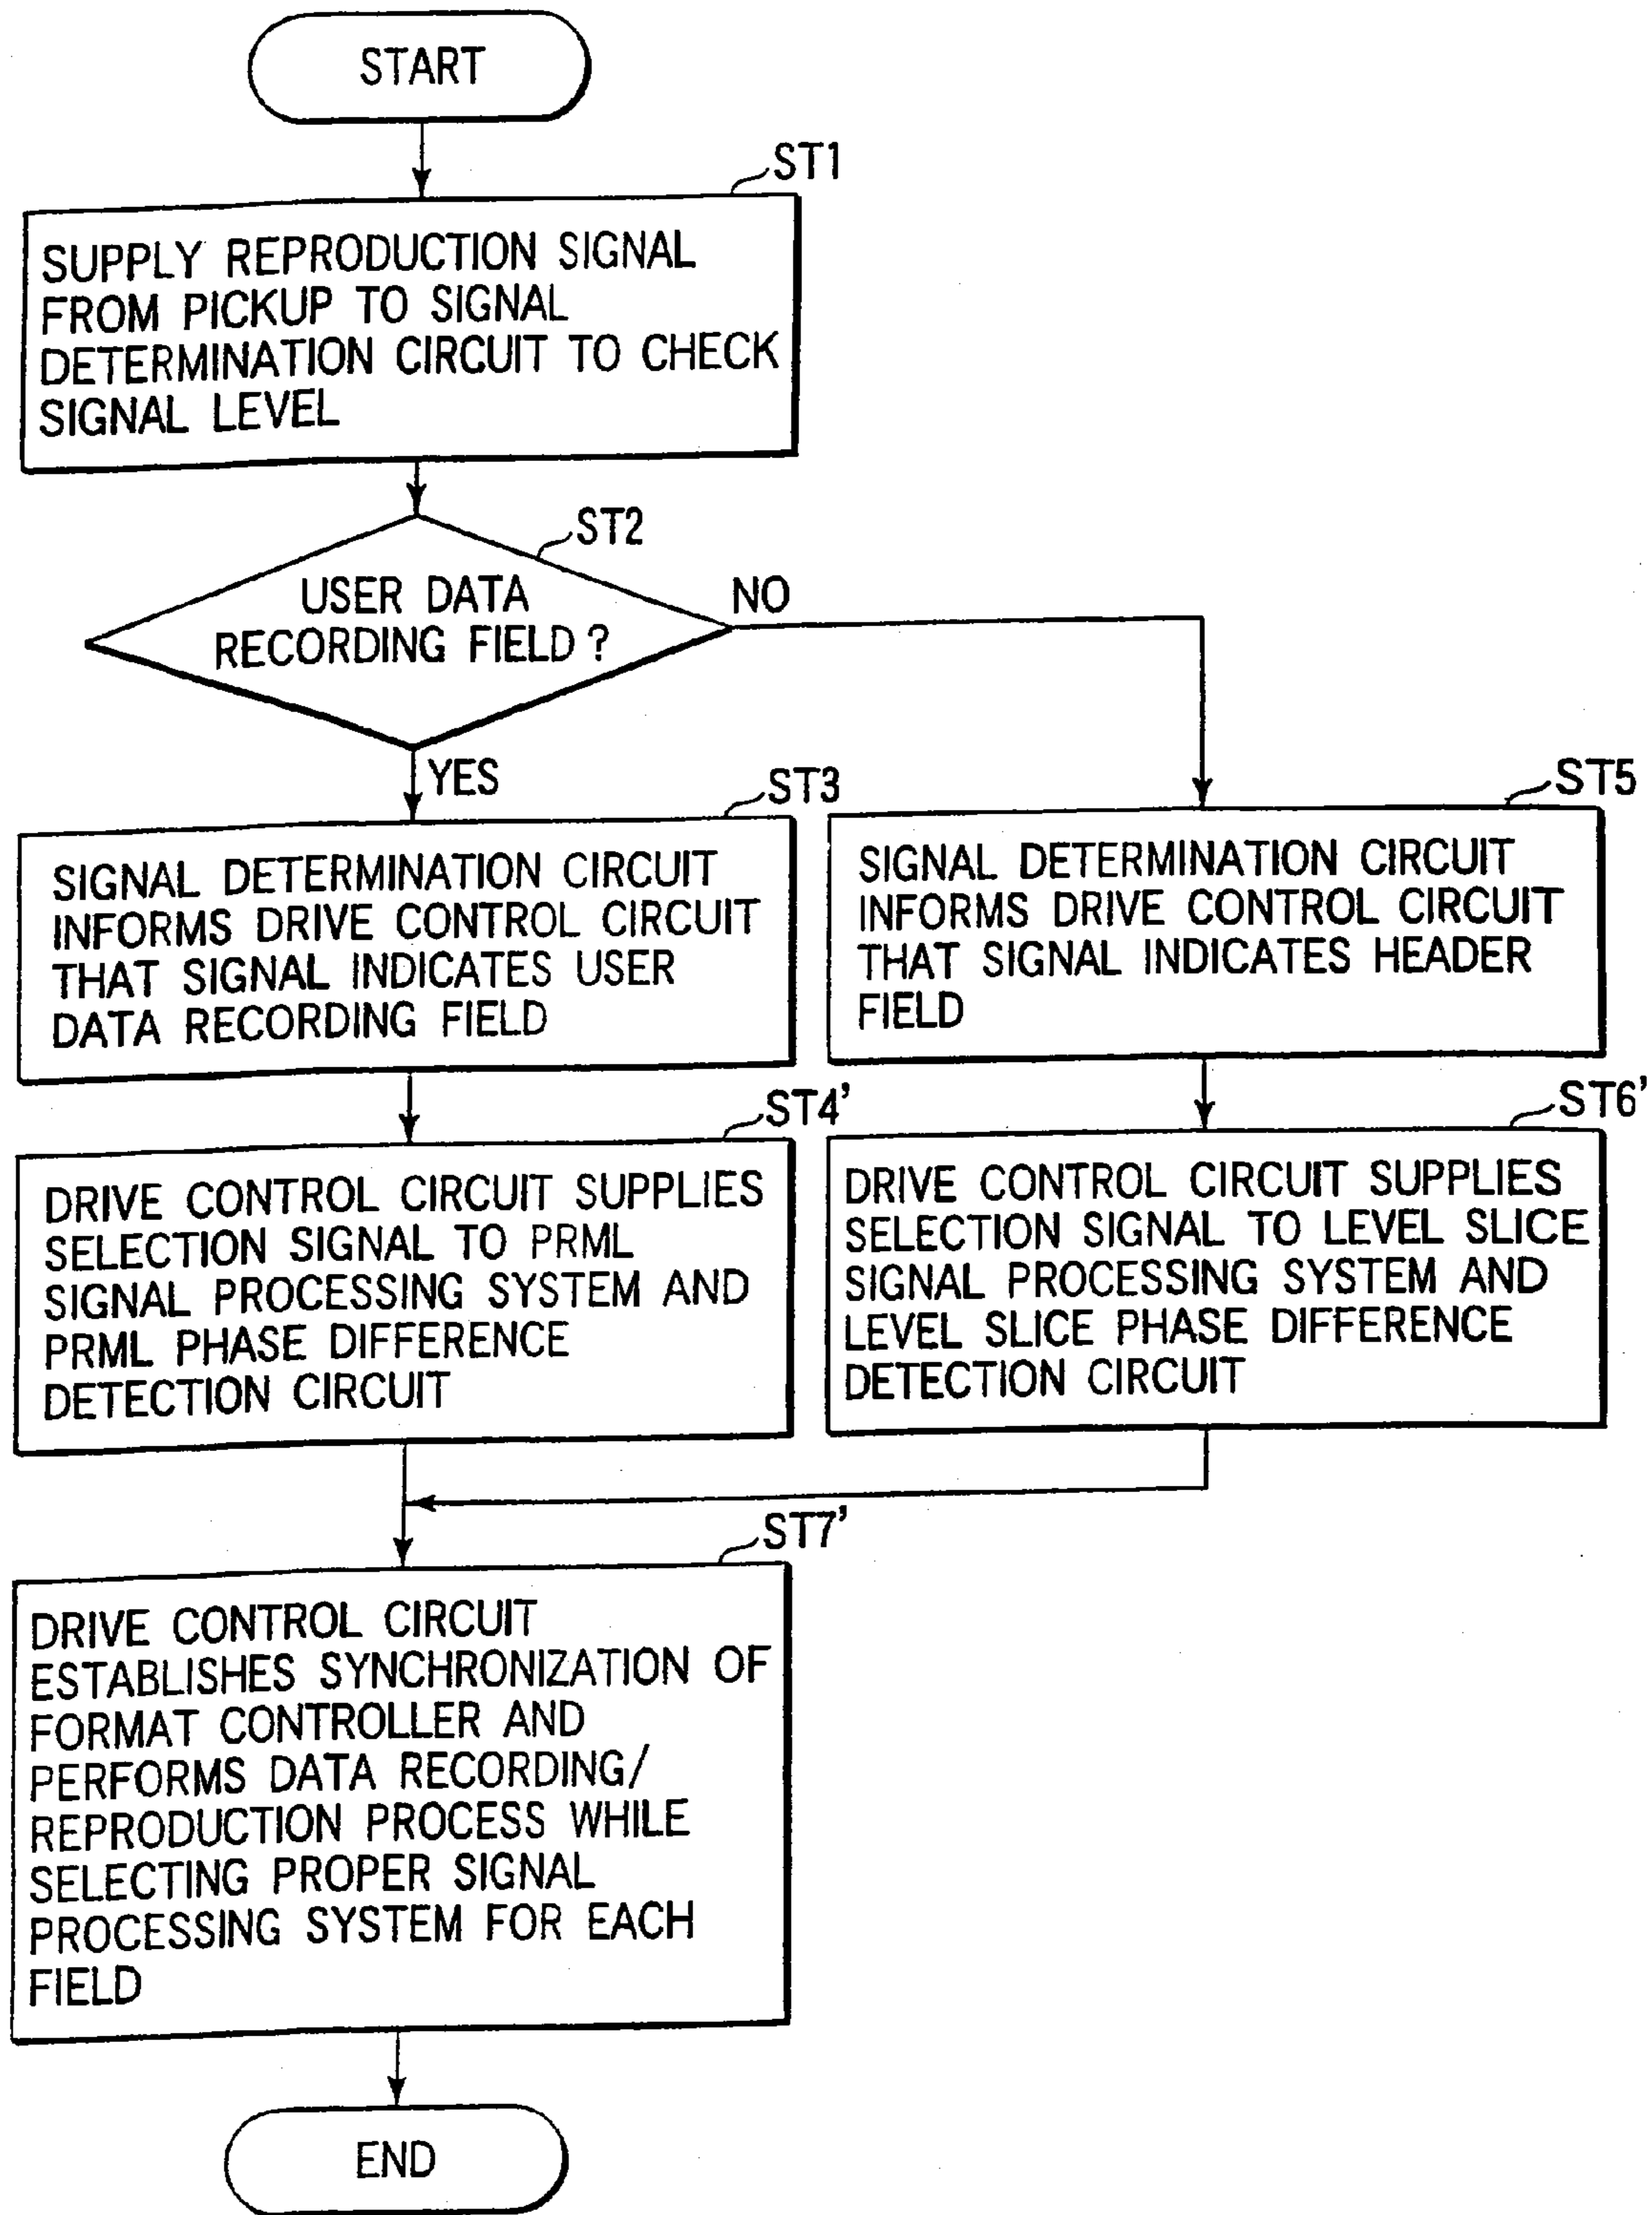 START
ST1
SUPPLY REPRODUCTION SIGNAL
FROM PICKUP TO SIGNAL
DETERMINATION CIRCUIT TO CHECK
SIGNAL LEVEL
ST2
USER DATA
RECORDING FIELD?
NO
YES
ST3
SIGNAL DETERMINATION CIRCUIT
INFORMS DRIVE CONTROL CIRCUIT
THAT SIGNAL INDICATES USER
DATA RECORDING FIELD
ST5
SIGNAL DETERMINATION CIRCUIT
INFORMS DRIVE CONTROL CIRCUIT
THAT SIGNAL INDICATES HEADER
FIELD
ST4'
DRIVE CONTROL CIRCUIT SUPPLIES
SELECTION SIGNAL TO PRML
SIGNAL PROCESSING SYSTEM AND
PRML PHASE DIFFERENCE
DETECTION CIRCUIT
ST6'
DRIVE CONTROL CIRCUIT SUPPLIES
SELECTION SIGNAL TO LEVEL SLICE
SIGNAL PROCESSING SYSTEM AND
LEVEL SLICE PHASE DIFFERENCE
DETECTION CIRCUIT
ST7'
DRIVE CONTROL CIRCUIT
ESTABLISHES SYNCHRONIZATION OF
FORMAT CONTROLLER AND
PERFORMS DATA RECORDING/
REPRODUCTION PROCESS WHILE
SELECTING PROPER SIGNAL
PROCESSING SYSTEM FOR EACH
FIELD
END